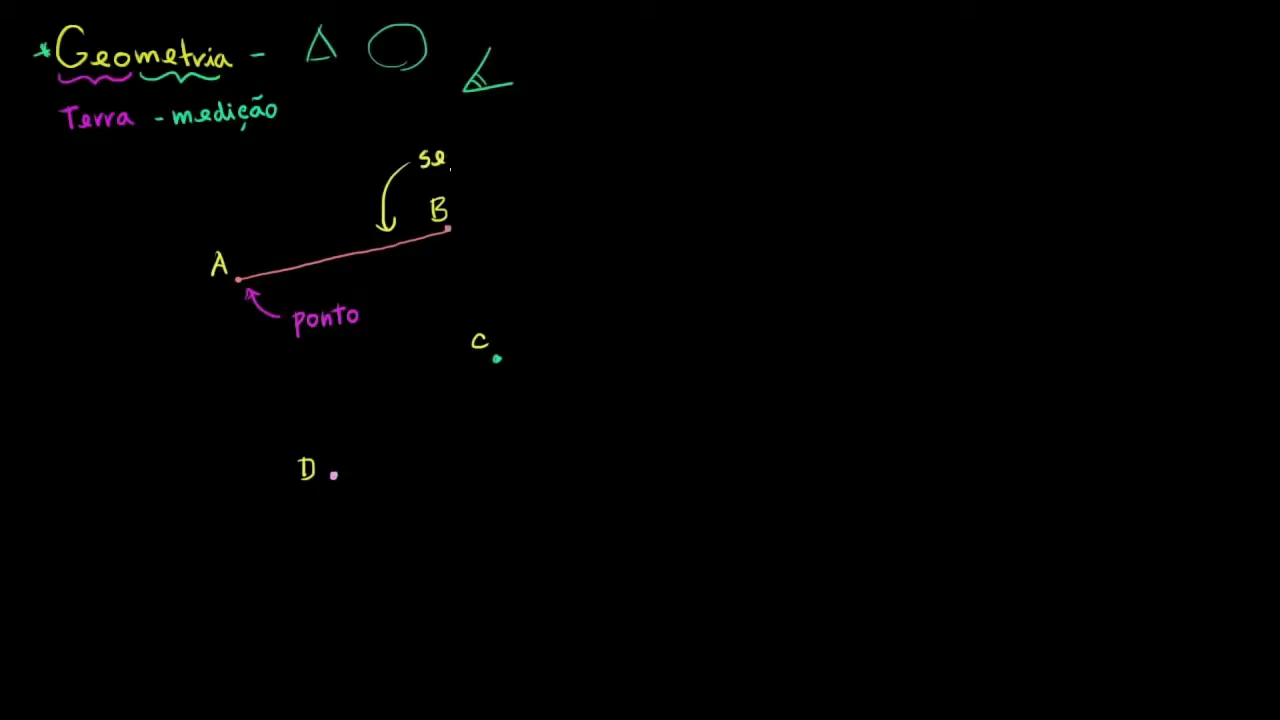 *Geometria -
Terra - medição
se
B
A
ponto
C
D